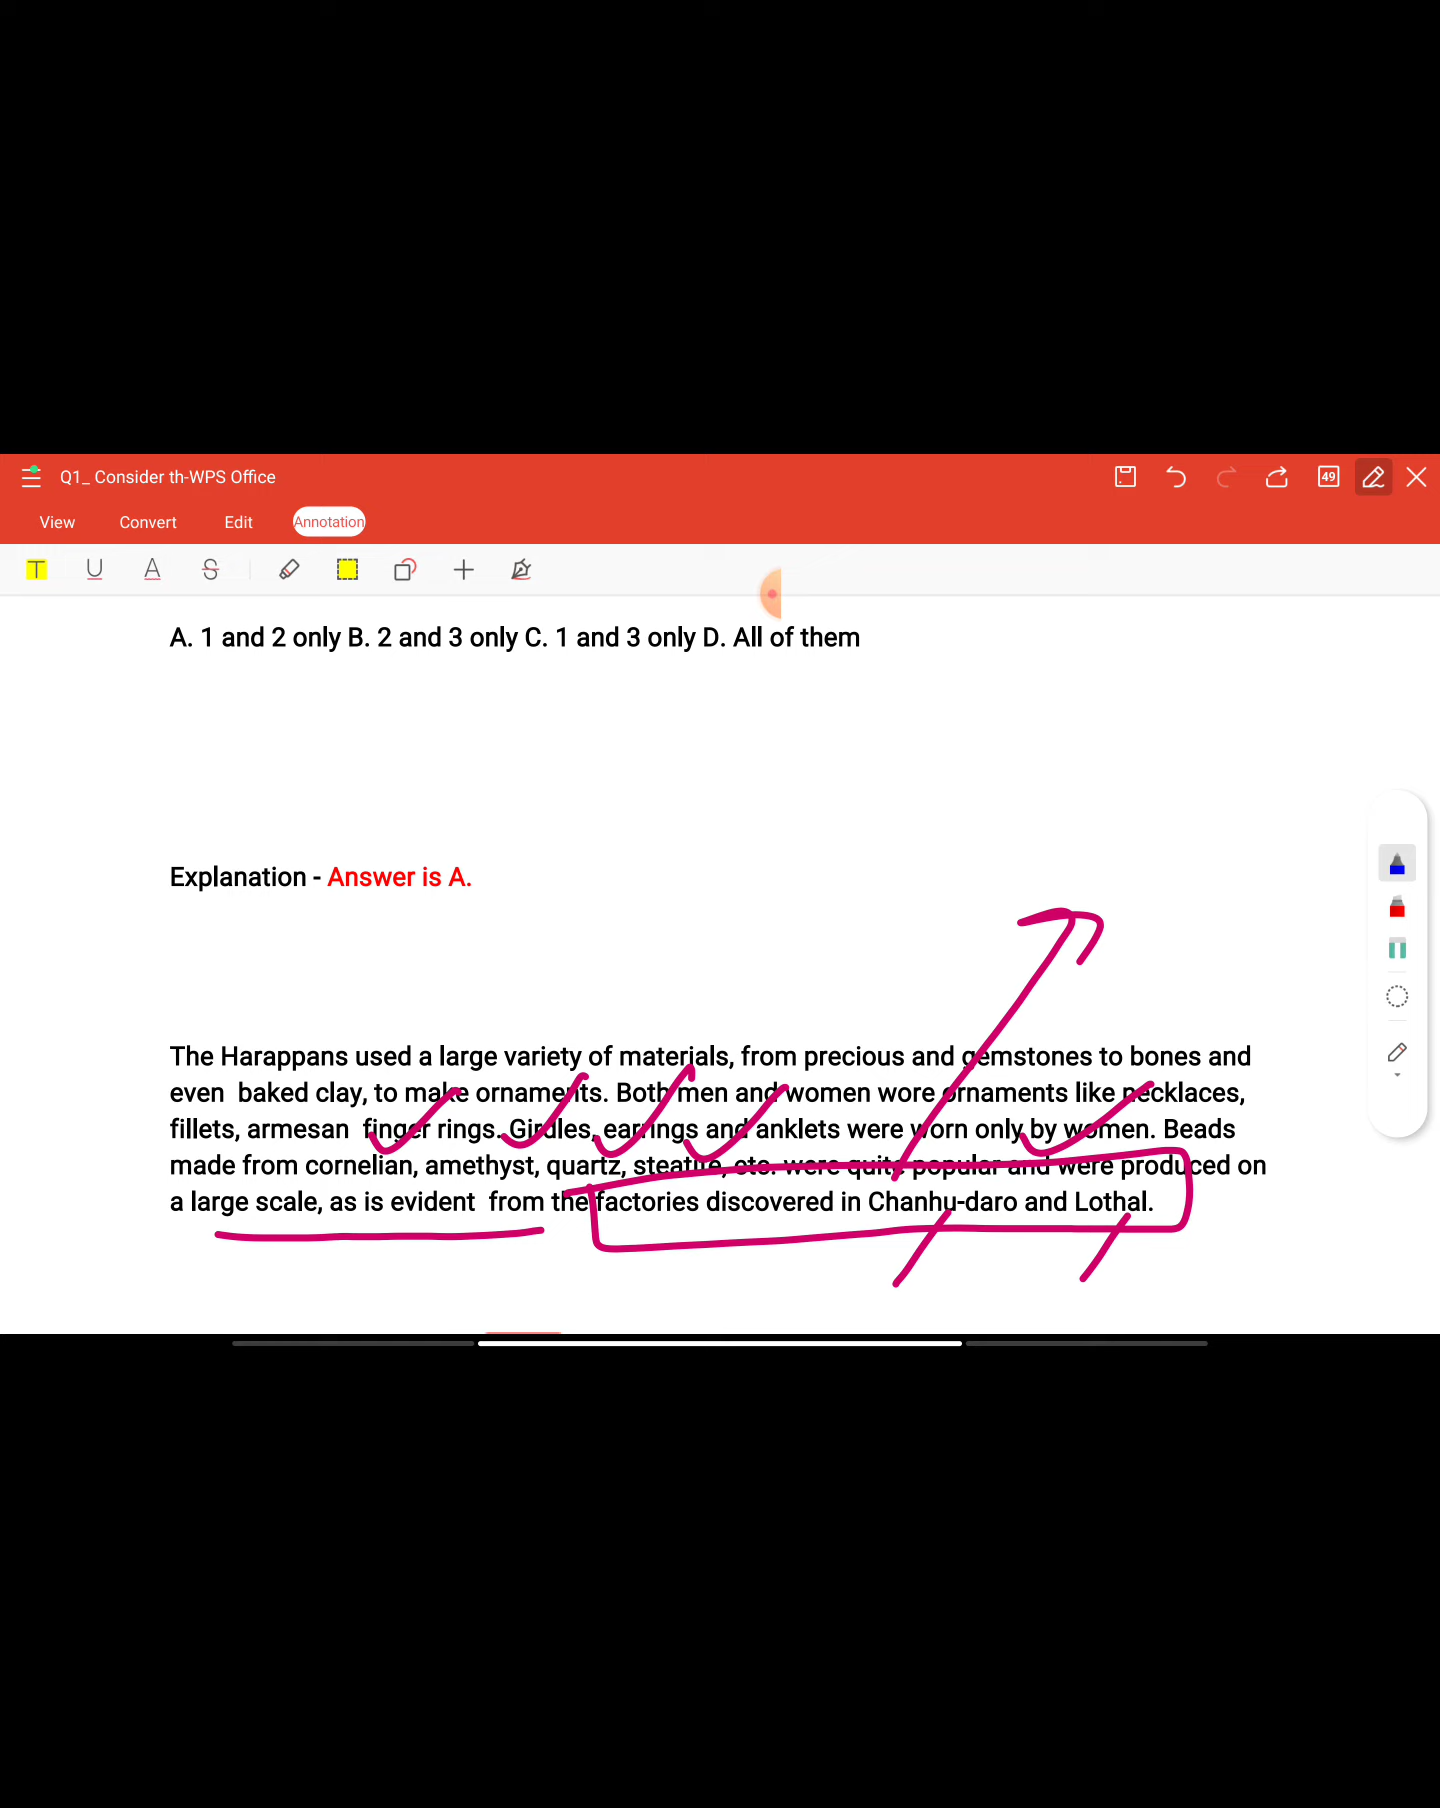 Q1_ Consider th-WPS Office
49
View Convert Edit Annotation
T U A S
A. 1 and 2 only B. 2 and 3 only C. 1 and 3 only D. All of them
Explanation - Answer is A.
The Harappans used a large variety of materials, from precious and gemstones to bones and
even baked clay, to make ornaments. Both men and women wore ornaments like necklaces,
fillets, armesan finger rings. Girdles, earrings and anklets were worn only by women. Beads
made from cornelian, amethyst, quartz, steatite, etc. were quite popular and were produced on
a large scale, as is evident from the factories discovered in Chanhu-daro and Lothal.